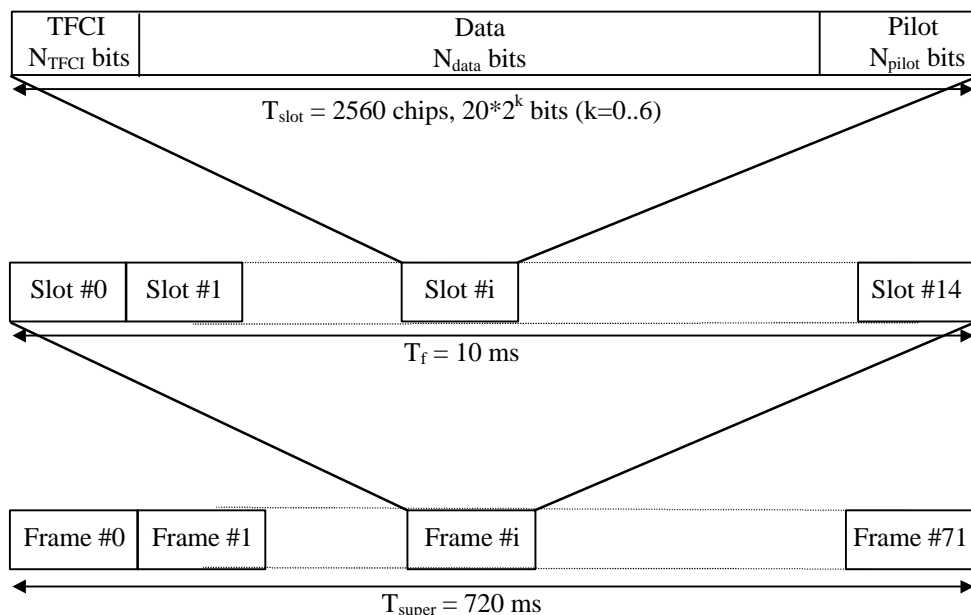 TFCI Data Pilot
N_TFCI bits N_data bits N_pilot bits
T_slot = 2560 chips, 20*2^k bits (k=0..6)
Slot #0 Slot #1 Slot #i Slot #14
T_f = 10 ms
Frame #0 Frame #1 Frame #i Frame #71
T_super = 720 ms